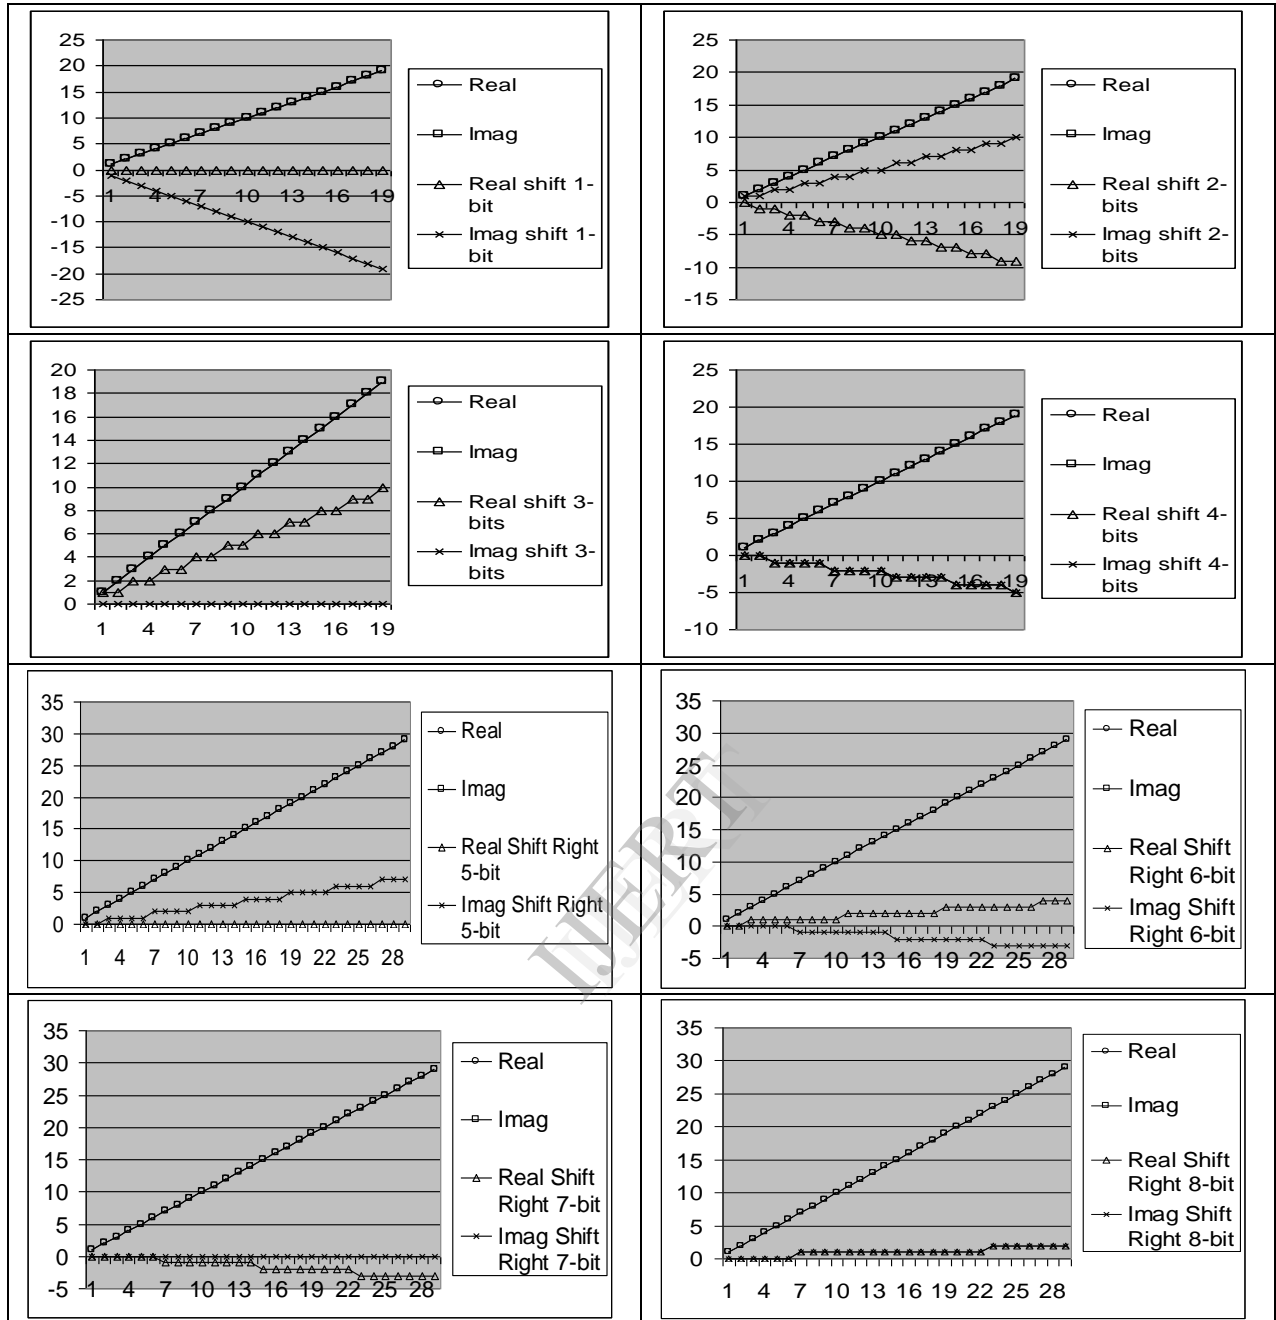 25
20
15
10
5
0
-5
-10
-15
-20
-25
1 4 7 10 13 16 19
Real
Imag
Real shift 1-
bit
Imag shift 1-
bit
25
20
15
10
5
0
-5
-10
-15
1 4 7 10 13 16 19
Real
Imag
Real shift 2-
bits
Imag shift 2-
bits
20
18
16
14
12
10
8
6
4
2
0
1 4 7 10 13 16 19
Real
Imag
Real shift 3-
bits
Imag shift 3-
bits
25
20
15
10
5
0
-5
-10
1 4 7 10 13 16 19
Real
Imag
Real shift 4-
bits
Imag shift 4-
bits
35
30
25
20
15
10
5
0
1 4 7 10 13 16 19 22 25 28
Real
Imag
Real Shift Right
5-bit
Imag Shift Right
5-bit
35
30
25
20
15
10
5
0
-5
1 4 7 10 13 16 19 22 25 28
Real
Imag
Real Shift
Right 6-bit
Imag Shift
Right 6-bit
IJERT
35
30
25
20
15
10
5
0
-5
1 4 7 10 13 16 19 22 25 28
Real
Imag
Real Shift
Right 7-bit
Imag Shift
Right 7-bit
35
30
25
20
15
10
5
0
1 4 7 10 13 16 19 22 25 28
Real
Imag
Real Shift
Right 8-bit
Imag Shift
Right 8-bit